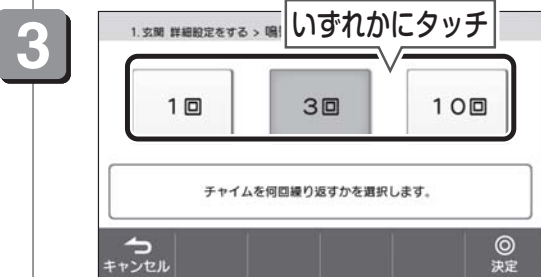 3
いずれかにタッチ
1.玄関 詳細設定をする > 鳴
1回 3回 10回
チャイムを何回繰り返すかを選択します。
キャンセル 決定